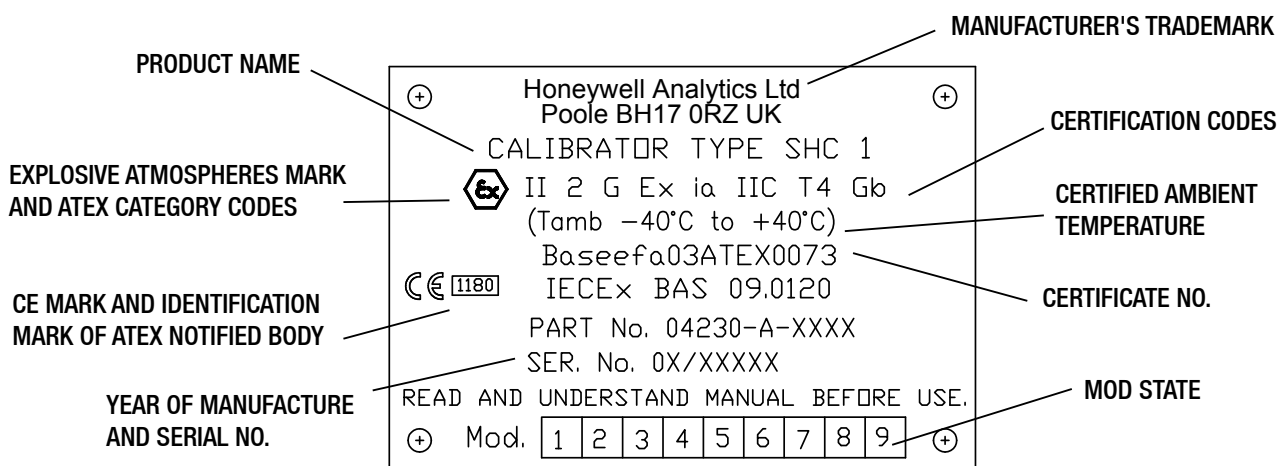 MANUFACTURER'S TRADEMARK
PRODUCT NAME
Honeywell Analytics Ltd
Poole BH17 0RZ UK
CERTIFICATION CODES
CALIBRATOR TYPE SHC 1
EXPLOSIVE ATMOSPHERES MARK
AND ATEX CATEGORY CODES
Ex II 2 G Ex ia IIC T4 Gb
CERTIFIED AMBIENT
TEMPERATURE
(Tamb -40°C to +40°C)
Baseefa03ATEX0073
CE 1180 IECEx BAS 09.0120
CERTIFICATE NO.
CE MARK AND IDENTIFICATION
MARK OF ATEX NOTIFIED BODY
PART No. 04230-A-XXXX
SER. No. 0X/XXXXX
YEAR OF MANUFACTURE
AND SERIAL NO.
READ AND UNDERSTAND MANUAL BEFORE USE.
MOD STATE
Mod. 1 2 3 4 5 6 7 8 9